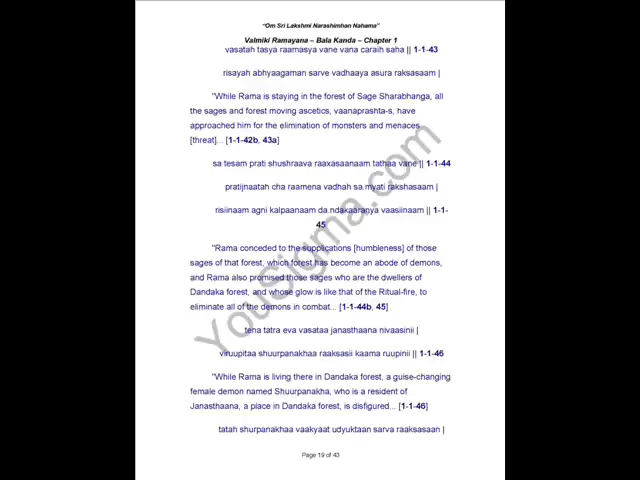 "Om Sri Lakshmi Narashimhan Nahama"
Valmiki Ramayana – Bala Kanda – Chapter 1
vasatah tasya raamasya vane vana caraih saha || 1-1-43
risayah abhyaagaman sarve vadhaaya asura raksasaam |
"While Rama is staying in the forest of Sage Sharabhanga, all
the sages and forest moving ascetics, vaanaprashta-s, have
approached him for the elimination of monsters and menaces
[threat]... [1-1-42b, 43a]
sa tesam prati shushraava raaxasaanaam tathaa vane || 1-1-44
pratijnaatah cha raamena vadhah sa.myati rakshasaam |
risiinaam agni kalpaanaam da.ndakaaranya vaasiinaam || 1-1-
45
"Rama conceded to the supplications [humbleness] of those
sages of that forest, which forest has become an abode of demons,
and Rama also promised those sages who are the dwellers of
Dandaka forest, and whose glow is like that of the Ritual-fire, to
eliminate all of the demons in combat... [1-1-44b, 45]
tena tatra eva vasataa janasthaana nivaasinii |
viruupitaa shuurpanakhaa raaksasii kaama ruupinii || 1-1-46
"While Rama is living there in Dandaka forest, a guise-changing
female demon named Shuurpanakha, who is a resident of
Janasthaana, a place in Dandaka forest, is disfigured... [1-1-46]
tatah shurpanakhaa vaakyaat udyuktaan sarva raaksasaan |
Page 19 of 43
YouSigma.com